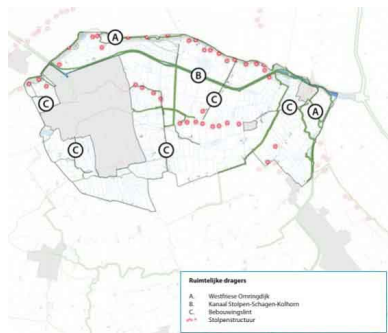 A
B
C
C
C
A
C
C
Ruimtelijke dragers
A. Westfriese Omringdijk
B. Kanaal Stolpen-Schagen-Kolhorn
C. Bebouwingslint
Stolpenstructuur